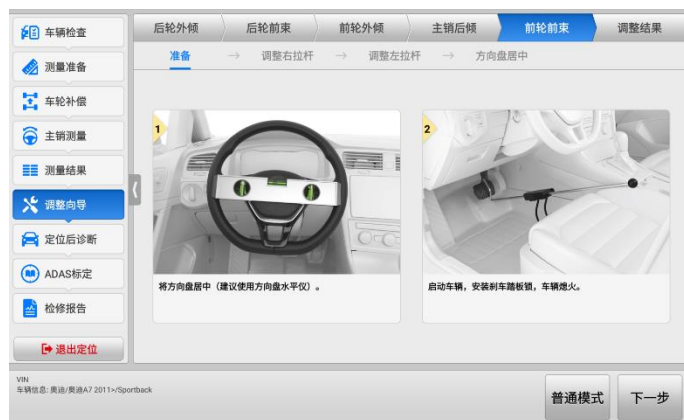 车辆检查
测量准备
车轮补偿
主销测量
测量结果
调整向导
定位后诊断
ADAS标定
检修报告
退出定位
后轮外倾
后轮前束
前轮外倾
主销后倾
前轮前束
调整结果
准备 → 调整右拉杆 → 调整左拉杆 → 方向盘居中
1
将方向盘居中（建议使用方向盘水平仪）。
2
启动车辆，安装刹车踏板锁，车辆熄火。
VIN
车辆信息: 奥迪/奥迪A7 2011>/Sportback
普通模式
下一步